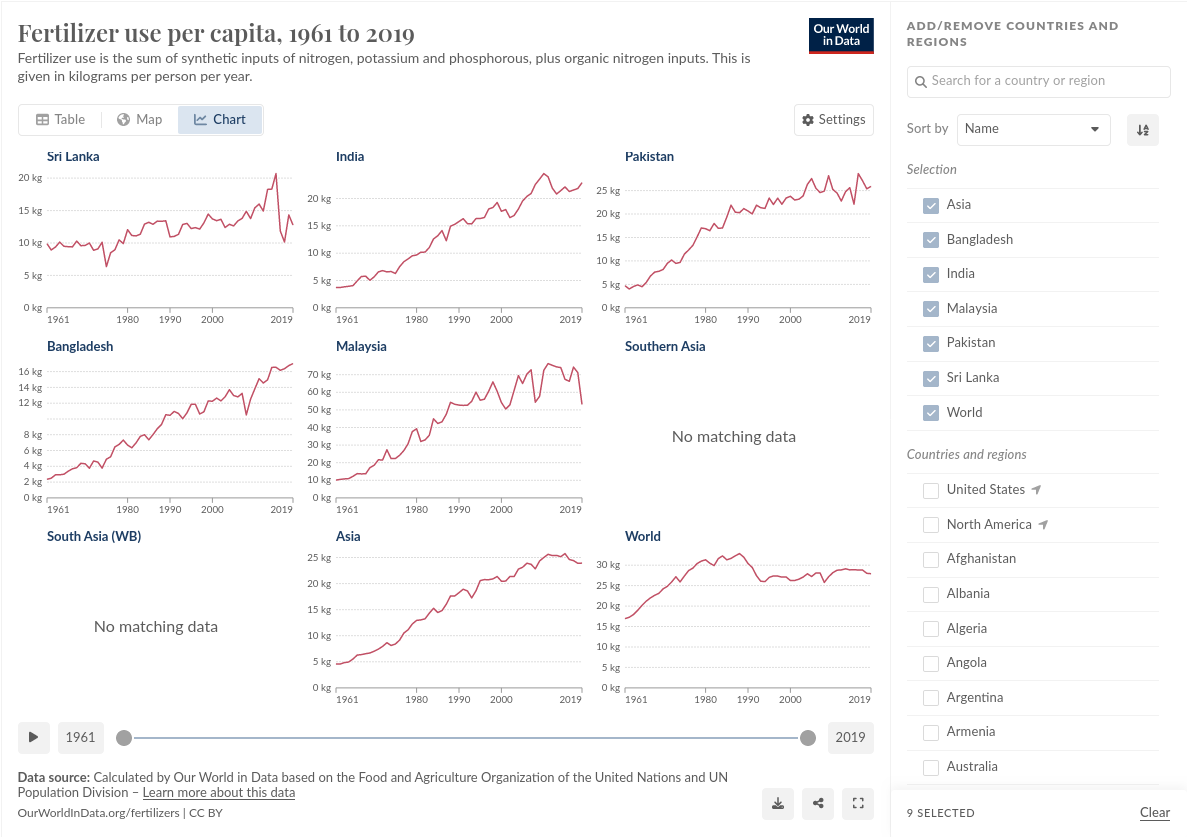 Fertilizer use per capita, 1961 to 2019
Our World
in Data
Fertilizer use is the sum of synthetic inputs of nitrogen, potassium and phosphorous, plus organic nitrogen inputs. This is
given in kilograms per person per year.
Table
Map
Chart
Settings
Sri Lanka
20 kg
15 kg
10 kg
5 kg
0 kg
1961 1980 1990 2000 2019
India
20 kg
15 kg
10 kg
5 kg
0 kg
1961 1980 1990 2000 2019
Pakistan
25 kg
20 kg
15 kg
10 kg
5 kg
0 kg
1961 1980 1990 2000 2019
Bangladesh
16 kg
14 kg
12 kg
8 kg
6 kg
4 kg
2 kg
0 kg
1961 1980 1990 2000 2019
Malaysia
70 kg
60 kg
50 kg
40 kg
30 kg
20 kg
10 kg
0 kg
1961 1980 1990 2000 2019
Southern Asia
No matching data
South Asia (WB)
No matching data
Asia
25 kg
20 kg
15 kg
10 kg
5 kg
0 kg
1961 1980 1990 2000 2019
World
30 kg
25 kg
20 kg
15 kg
10 kg
5 kg
0 kg
1961 1980 1990 2000 2019
1961
2019
Data source: Calculated by Our World in Data based on the Food and Agriculture Organization of the United Nations and UN
Population Division – Learn more about this data
OurWorldInData.org/fertilizers | CC BY
ADD/REMOVE COUNTRIES AND
REGIONS
Search for a country or region
Sort by
Name
Selection
Asia
Bangladesh
India
Malaysia
Pakistan
Sri Lanka
World
Countries and regions
United States
North America
Afghanistan
Albania
Algeria
Angola
Argentina
Armenia
Australia
9 SELECTED
Clear